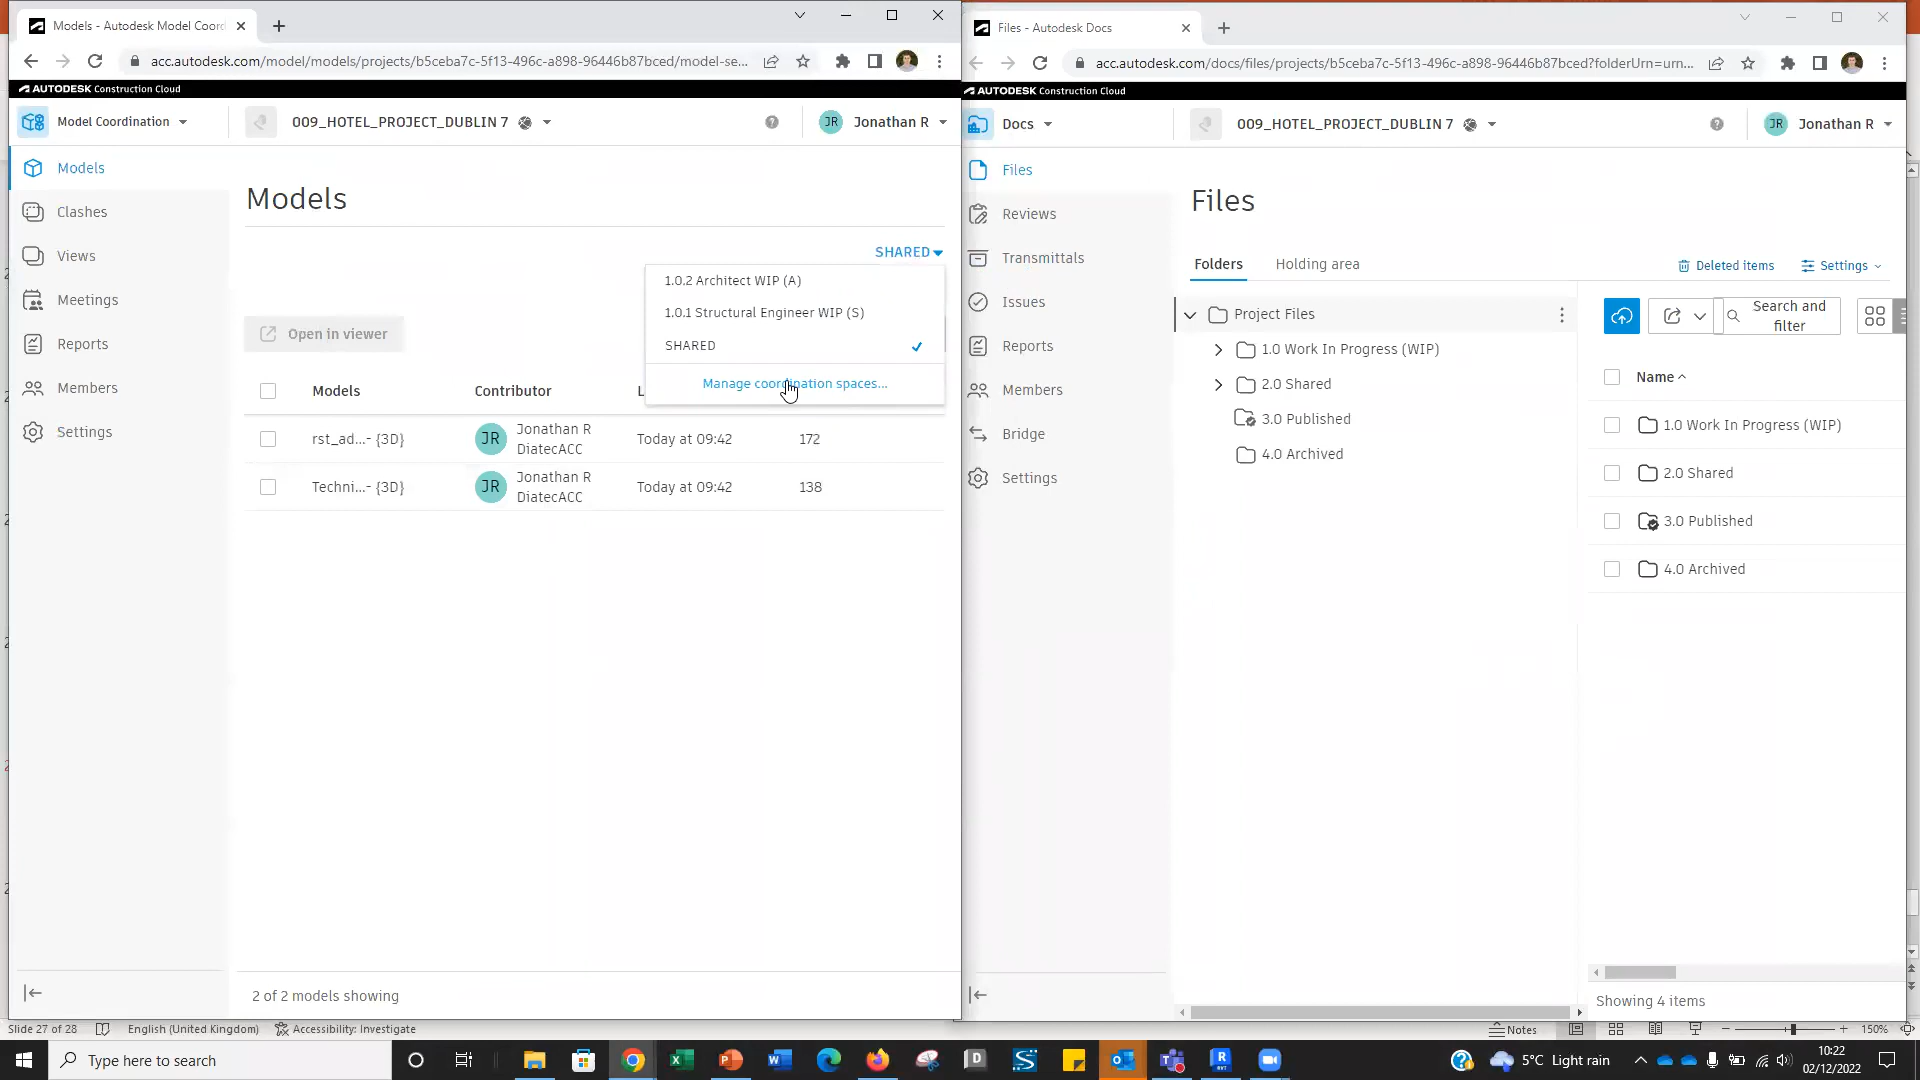 Models - Autodesk Model Coord
acc.autodesk.com/model/models/projects/b5ceba7c-5f13-496c-a898-96446b87bced/model-se...
AUTODESK Construction Cloud
Model Coordination
009_HOTEL_PROJECT_DUBLIN 7
JR
Jonathan R
Models
Clashes
Views
Meetings
Reports
Members
Settings
Models
SHARED
1.0.2 Architect WIP (A)
1.0.1 Structural Engineer WIP (S)
SHARED
Manage coordination spaces...
Open in viewer
Models Contributor L
rst_ad...- {3D} JR Jonathan R Today at 09:42 172
DiatecACC
Techni...- {3D} JR Jonathan R Today at 09:42 138
DiatecACC
2 of 2 models showing
Files - Autodesk Docs
acc.autodesk.com/docs/files/projects/b5ceba7c-5f13-496c-a898-96446b87bced?folderUrn=urn...
AUTODESK Construction Cloud
Docs
009_HOTEL_PROJECT_DUBLIN 7
JR
Jonathan R
Files
Reviews
Transmittals
Issues
Reports
Members
Bridge
Settings
Files
Folders Holding area
Deleted items Settings
Project Files
1.0 Work In Progress (WIP)
2.0 Shared
3.0 Published
4.0 Archived
Search and
filter
Name
1.0 Work In Progress (WIP)
2.0 Shared
3.0 Published
4.0 Archived
Showing 4 items
Slide 27 of 28 English (United Kingdom) Accessibility: Investigate Notes 150%
Type here to search
5°C Light rain
10:22
02/12/2022